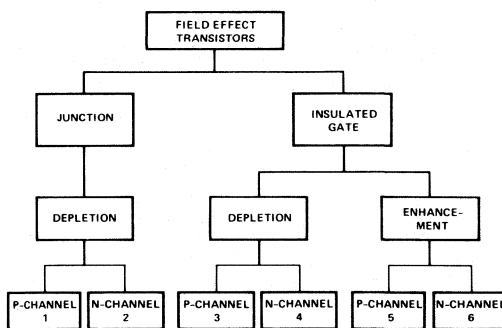 FIELD EFFECT
TRANSISTORS
JUNCTION
INSULATED
GATE
DEPLETION
DEPLETION
ENHANCE-
MENT
P-CHANNEL
1
N-CHANNEL
2
P-CHANNEL
3
N-CHANNEL
4
P-CHANNEL
5
N-CHANNEL
6